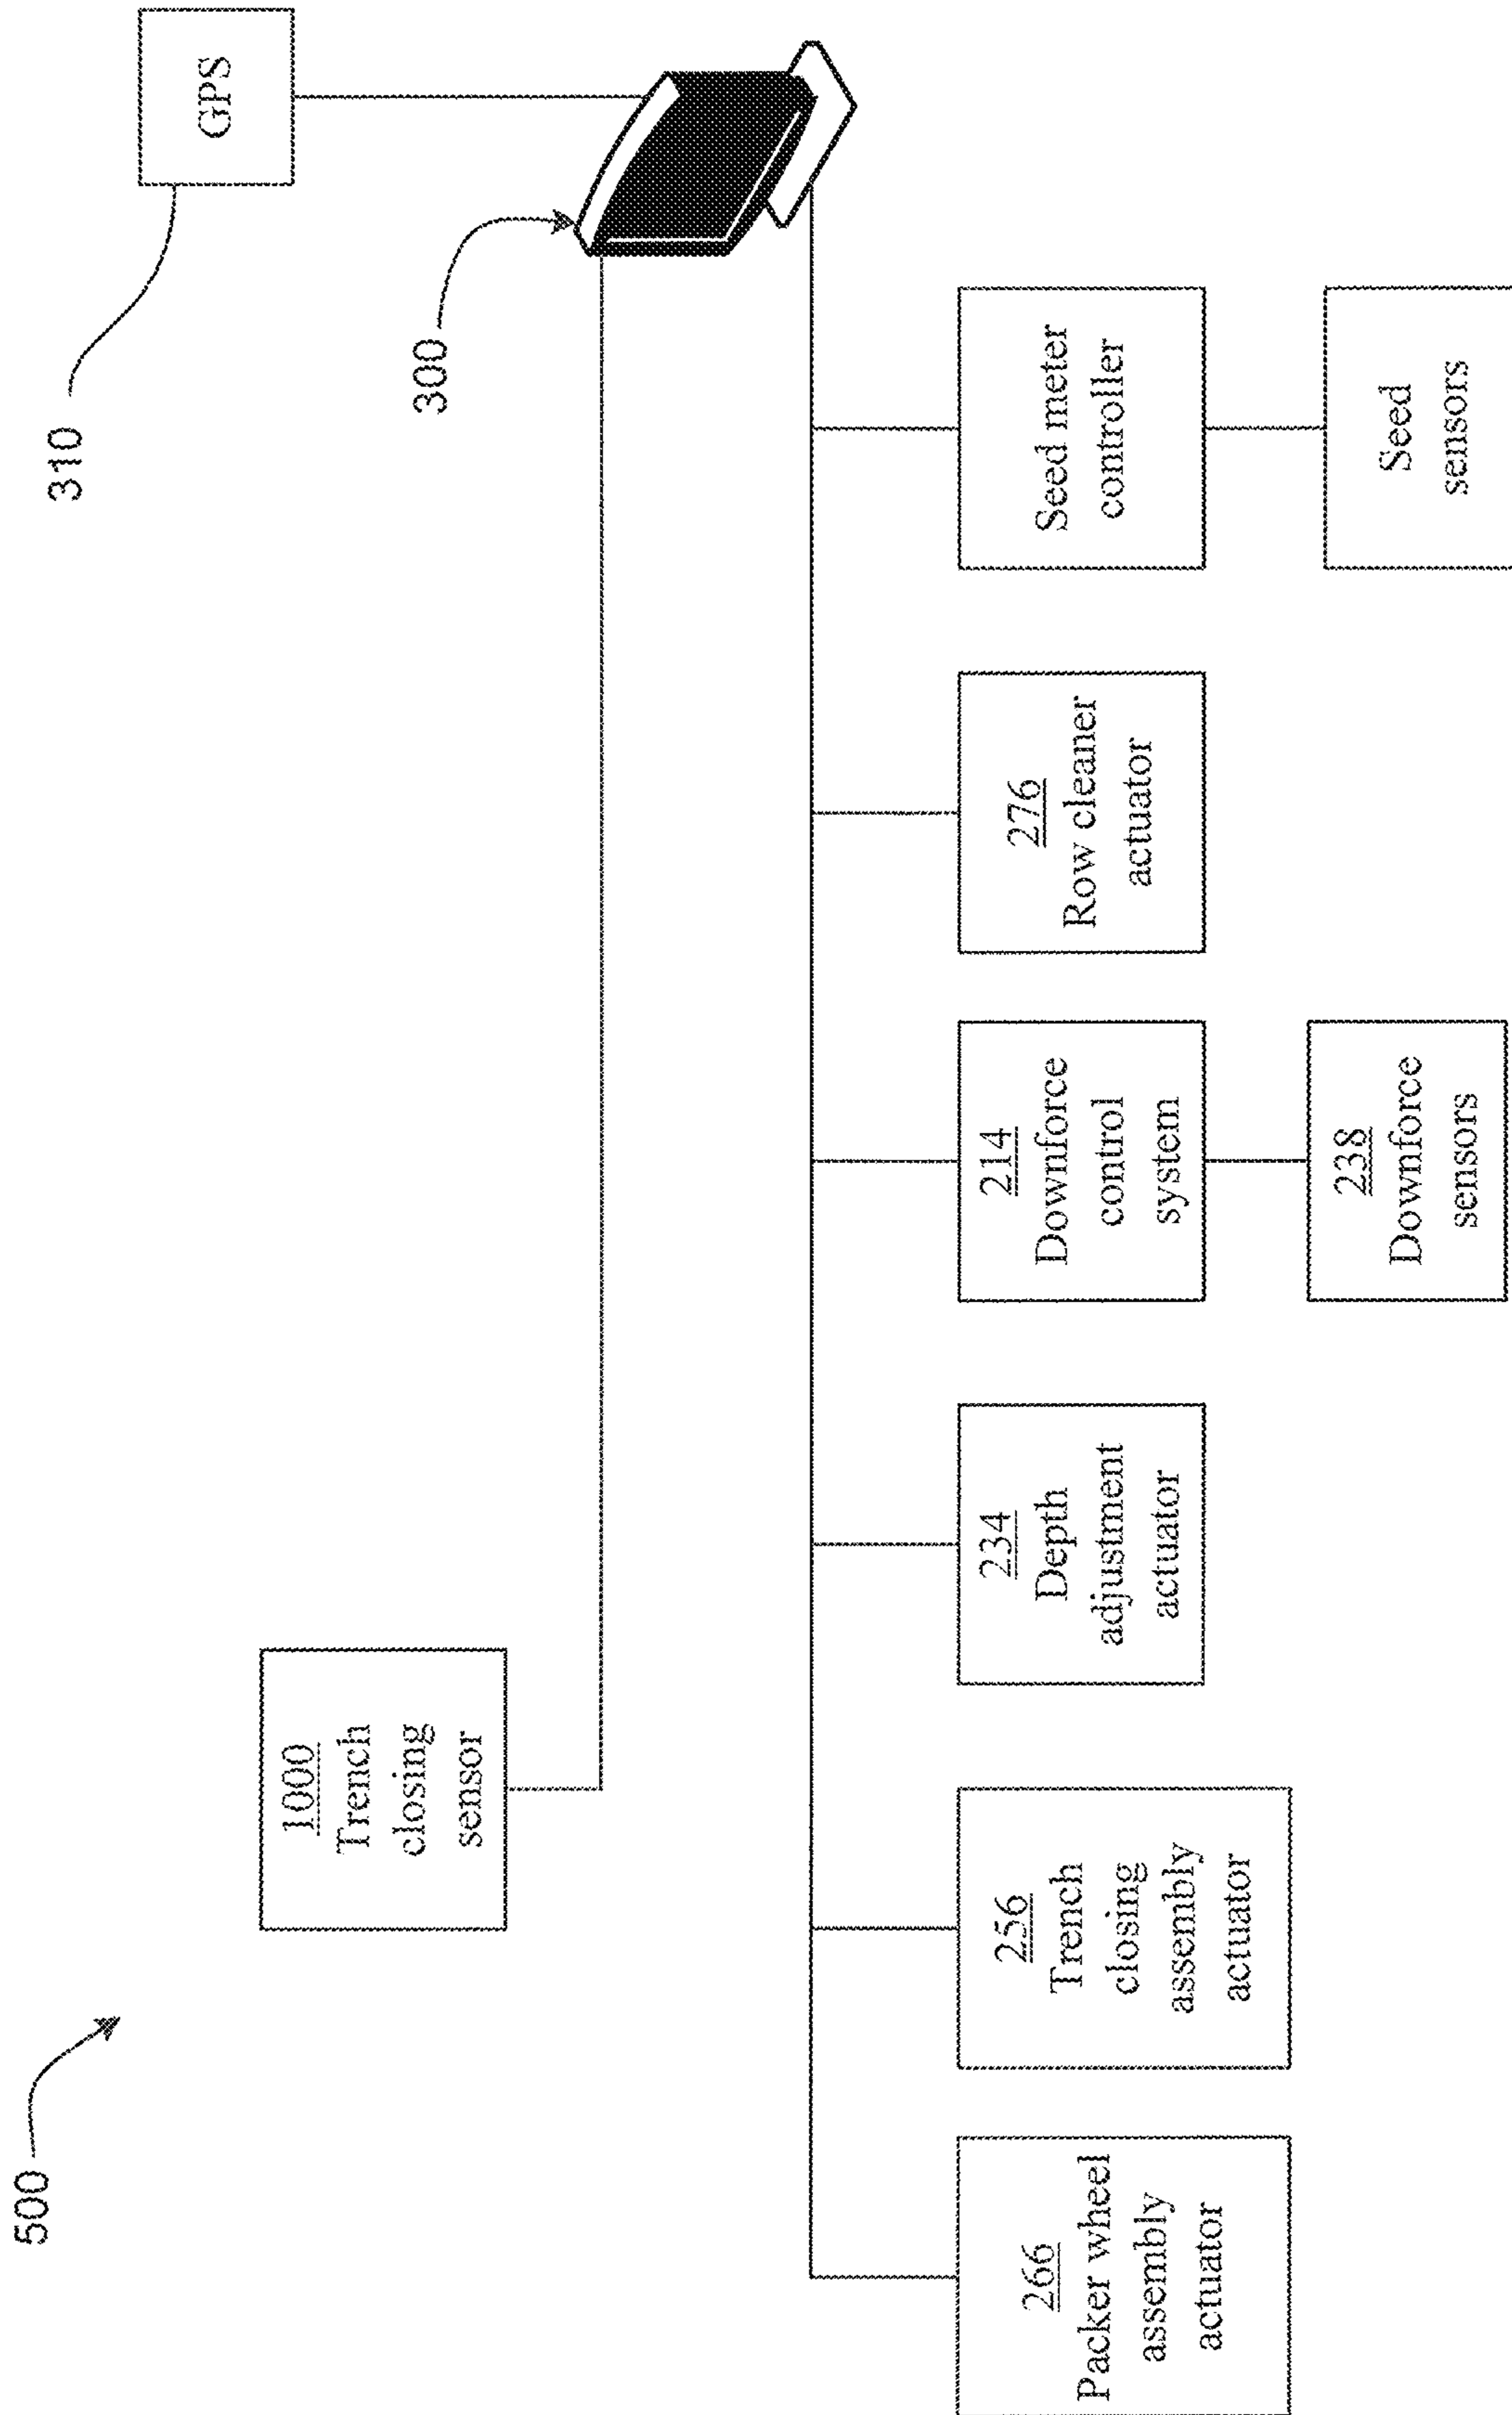 500
310
GPS
300
1000
Trench
closing
sensor
266
Packer wheel
assembly
actuator
256
Trench
closing
assembly
actuator
234
Depth
adjustment
actuator
214
Downforce
control
system
276
Row cleaner
actuator
Seed meter
controller
238
Downforce
sensors
Seed
sensors